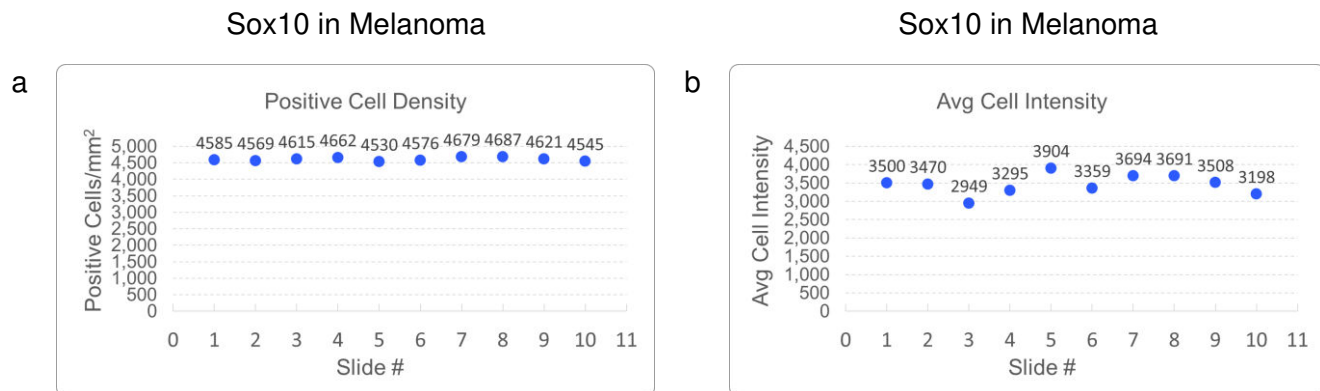 Sox10 in Melanoma
a
Positive Cell Density
Positive Cells/mm²
5,000
4,500
4,000
3,500
3,000
2,500
2,000
1,500
1,000
500
0
4585 4569 4615 4662 4530 4576 4679 4687 4621 4545
0 1 2 3 4 5 6 7 8 9 10 11
Slide #
Sox10 in Melanoma
b
Avg Cell Intensity
Avg Cell Intensity
4,500
4,000
3,500
3,000
2,500
2,000
1,500
1,000
500
0
3500 3470 2949 3295 3904 3359 3694 3691 3508 3198
0 1 2 3 4 5 6 7 8 9 10 11
Slide #